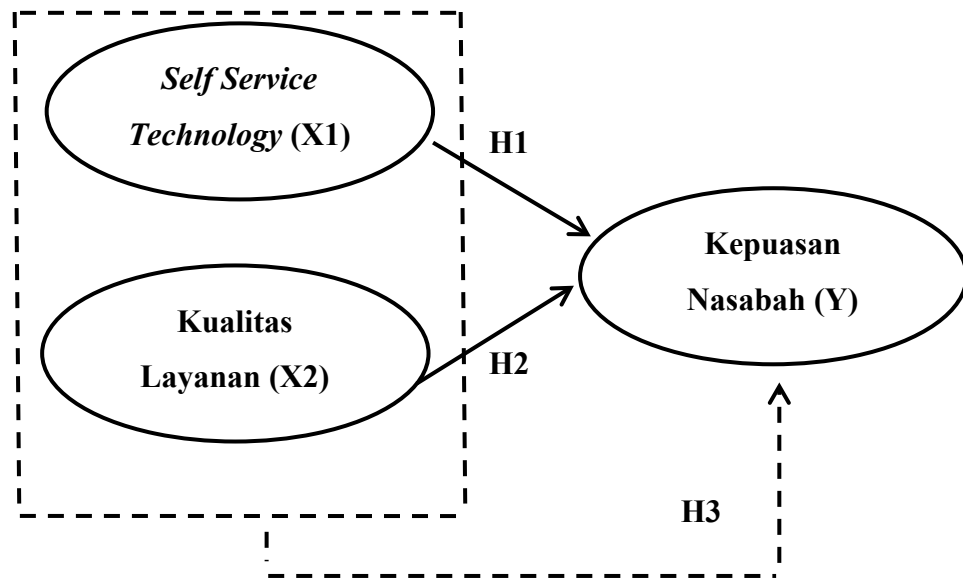 Self Service
Technology (X1)
H1
Kepuasan
Nasabah (Y)
Kualitas
Layanan (X2)
H2
H3